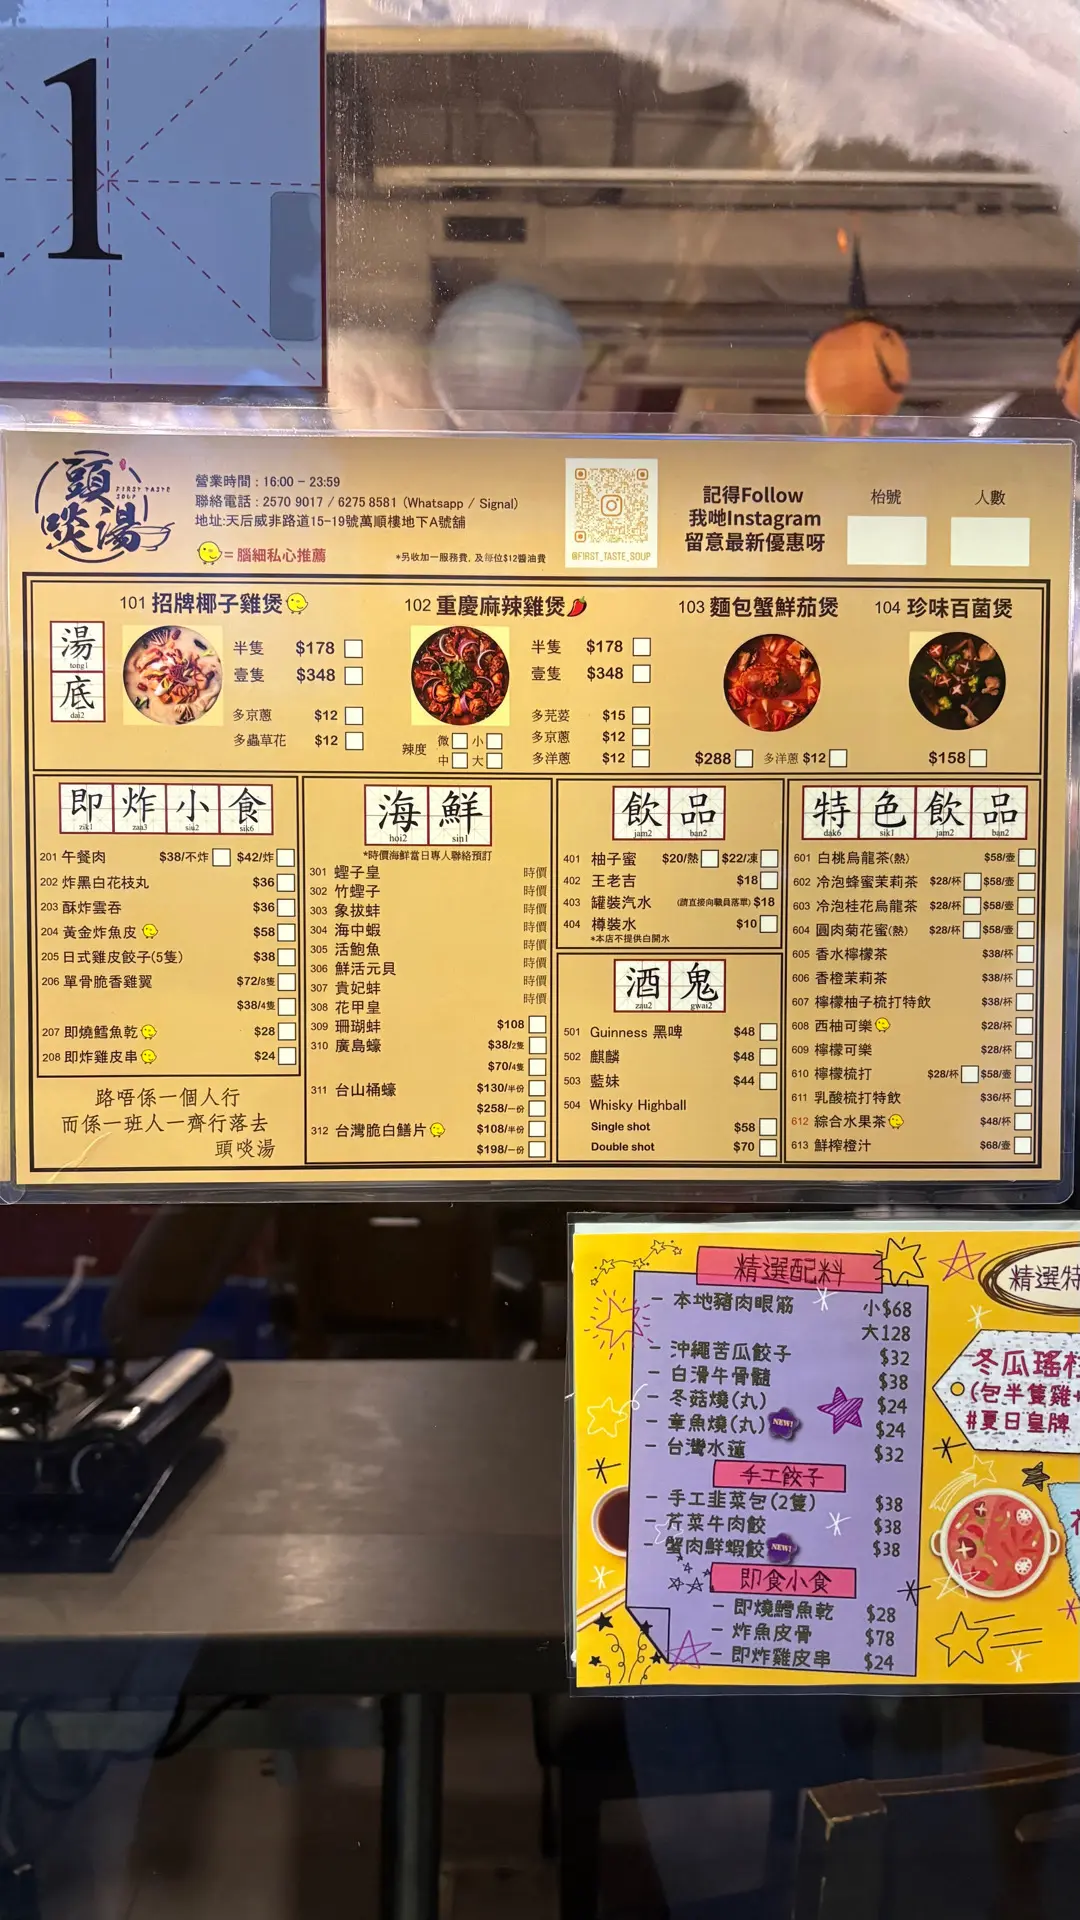 1
頭啖湯
FIRST TASTE
SOUP
營業時間 : 16:00 - 23:59
聯絡電話 : 2570 9017 / 6275 8581 (Whatsapp / Signal)
地址:天后威非路道15-19號萬順樓地下A號舖
= 腦細私心推薦
*另收加一服務費, 及每位$12醬油費
@FIRST_TASTE_SOUP
記得Follow
我哋Instagram
留意最新優惠呀
枱號
人數
湯底
tong1
dai2
101 招牌椰子雞煲
半隻 $178
壹隻 $348
多京蔥 $12
多蟲草花 $12
102 重慶麻辣雞煲
半隻 $178
壹隻 $348
多芫荽 $15
多京蔥 $12
多洋蔥 $12
辣度 微 小
中 大
103 麵包蟹鮮茄煲
$288 多洋蔥 $12
104 珍味百菌煲
$158
即炸小食
zik1 zaa3 siu2 sik6
201 午餐肉 $38/不炸 $42/炸
202 炸黑白花枝丸 $36
203 酥炸雲吞 $36
204 黃金炸魚皮 $58
205 日式雞皮餃子(5隻) $38
206 單骨脆香雞翼 $72/8隻
$38/4隻
207 即燒鱈魚乾 $28
208 即炸雞皮串 $24
路唔係一個人行
而係一班人一齊行落去
頭啖湯
海鮮
hoi2 sin1
*時價海鮮當日專人聯絡預訂
301 蟶子皇 時價
302 竹蟶子 時價
303 象拔蚌 時價
304 海中蝦 時價
305 活鮑魚 時價
306 鮮活元貝 時價
307 貴妃蚌 時價
308 花甲皇 時價
309 珊瑚蚌 $108
310 廣島蠔 $38/2隻
$70/4隻
311 台山桶蠔 $130/半份
$258/一份
312 台灣脆白鱔片 $108/半份
$198/一份
飲品
jam2 ban2
401 柚子蜜 $20/熱 $22/凍
402 王老吉 $18
403 罐裝汽水 (請直接向職員落單) $18
404 樽裝水 $10
*本店不提供白開水
酒鬼
zau2 gwai2
501 Guinness 黑啤 $48
502 麒麟 $48
503 藍妹 $44
504 Whisky Highball
Single shot $58
Double shot $70
特色飲品
dak6 sik1 jam2 ban2
601 白桃烏龍茶(熱) $58/壺
602 冷泡蜂蜜茉莉茶 $28/杯 $58/壺
603 冷泡桂花烏龍茶 $28/杯 $58/壺
604 圓肉菊花蜜(熱) $28/杯 $58/壺
605 香水檸檬茶 $38/杯
606 香橙茉莉茶 $38/杯
607 檸檬柚子梳打特飲 $38/杯
608 西柚可樂 $28/杯
609 檸檬可樂 $28/杯
610 檸檬梳打 $28/杯 $58/壺
611 乳酸梳打特飲 $36/杯
612 綜合水果茶 $48/杯
613 鮮榨橙汁 $68/壺
精選配料
- 本地豬肉眼筋 小$68
大128
- 沖繩苦瓜餃子 $32
- 白滑牛骨髓 $38
- 冬菇燒(丸) $24
- 章魚燒(丸) NEW! $24
- 台灣水蓮 $32
手工餃子
- 手工韭菜包(2隻) $38
- 芹菜牛肉餃 $38
- 蟹肉鮮蝦餃 NEW! $38
即食小食
- 即燒鱈魚乾 $28
- 炸魚皮骨 $78
- 即炸雞皮串 $24
精選特
冬瓜瑤柱
(包半隻雞
#夏日皇牌